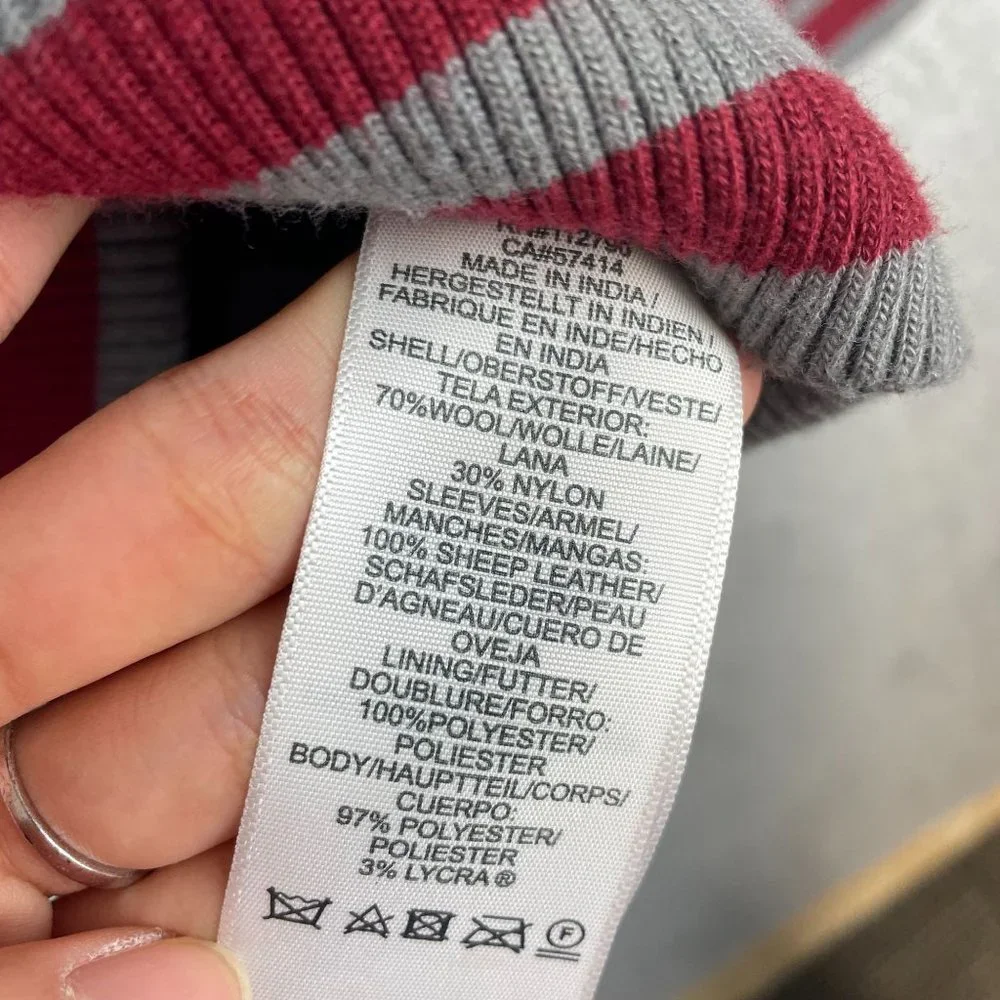 CA#57414
MADE IN INDIA /
HERGESTELLT IN INDIEN /
FABRIQUE EN INDE/HECHO
EN INDIA
SHELL/OBERSTOFF/VESTE/
TELA EXTERIOR:
70%WOOL/WOLLE/LAINE/
LANA
30% NYLON
SLEEVES/ARMEL/
MANCHES/MANGAS:
100% SHEEP LEATHER/
SCHAFSLEDER/PEAU
D'AGNEAU/CUERO DE
OVEJA
LINING/FUTTER/
DOUBLURE/FORRO:
100%POLYESTER/
POLIESTER
BODY/HAUPTTEIL/CORPS/
CUERPO:
97% POLYESTER/
POLIESTER
3% LYCRA®
F